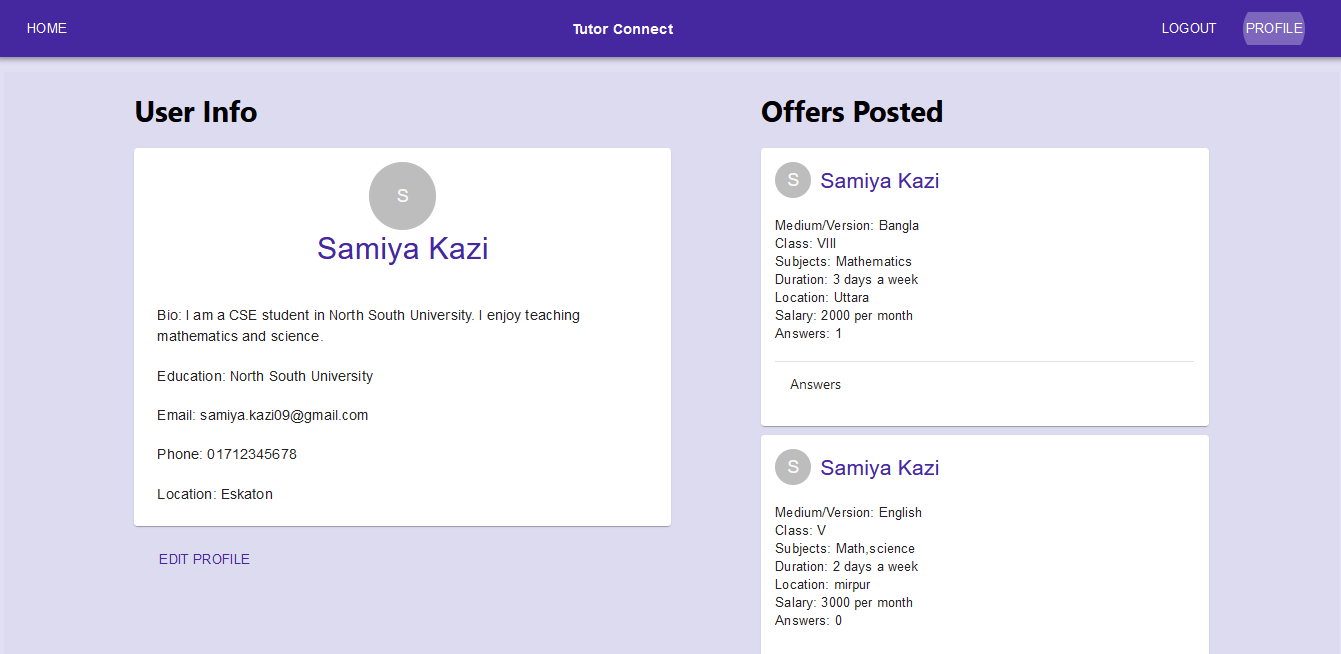 HOME
Tutor Connect
LOGOUT
PROFILE
User Info
S
Samiya Kazi
Bio: I am a CSE student in North South University. I enjoy teaching
mathematics and science.
Education: North South University
Email: samiya.kazi09@gmail.com
Phone: 01712345678
Location: Eskaton
EDIT PROFILE
Offers Posted
S
Samiya Kazi
Medium/Version: Bangla
Class: VIII
Subjects: Mathematics
Duration: 3 days a week
Location: Uttara
Salary: 2000 per month
Answers: 1
Answers
S
Samiya Kazi
Medium/Version: English
Class: V
Subjects: Math,science
Duration: 2 days a week
Location: mirpur
Salary: 3000 per month
Answers: 0